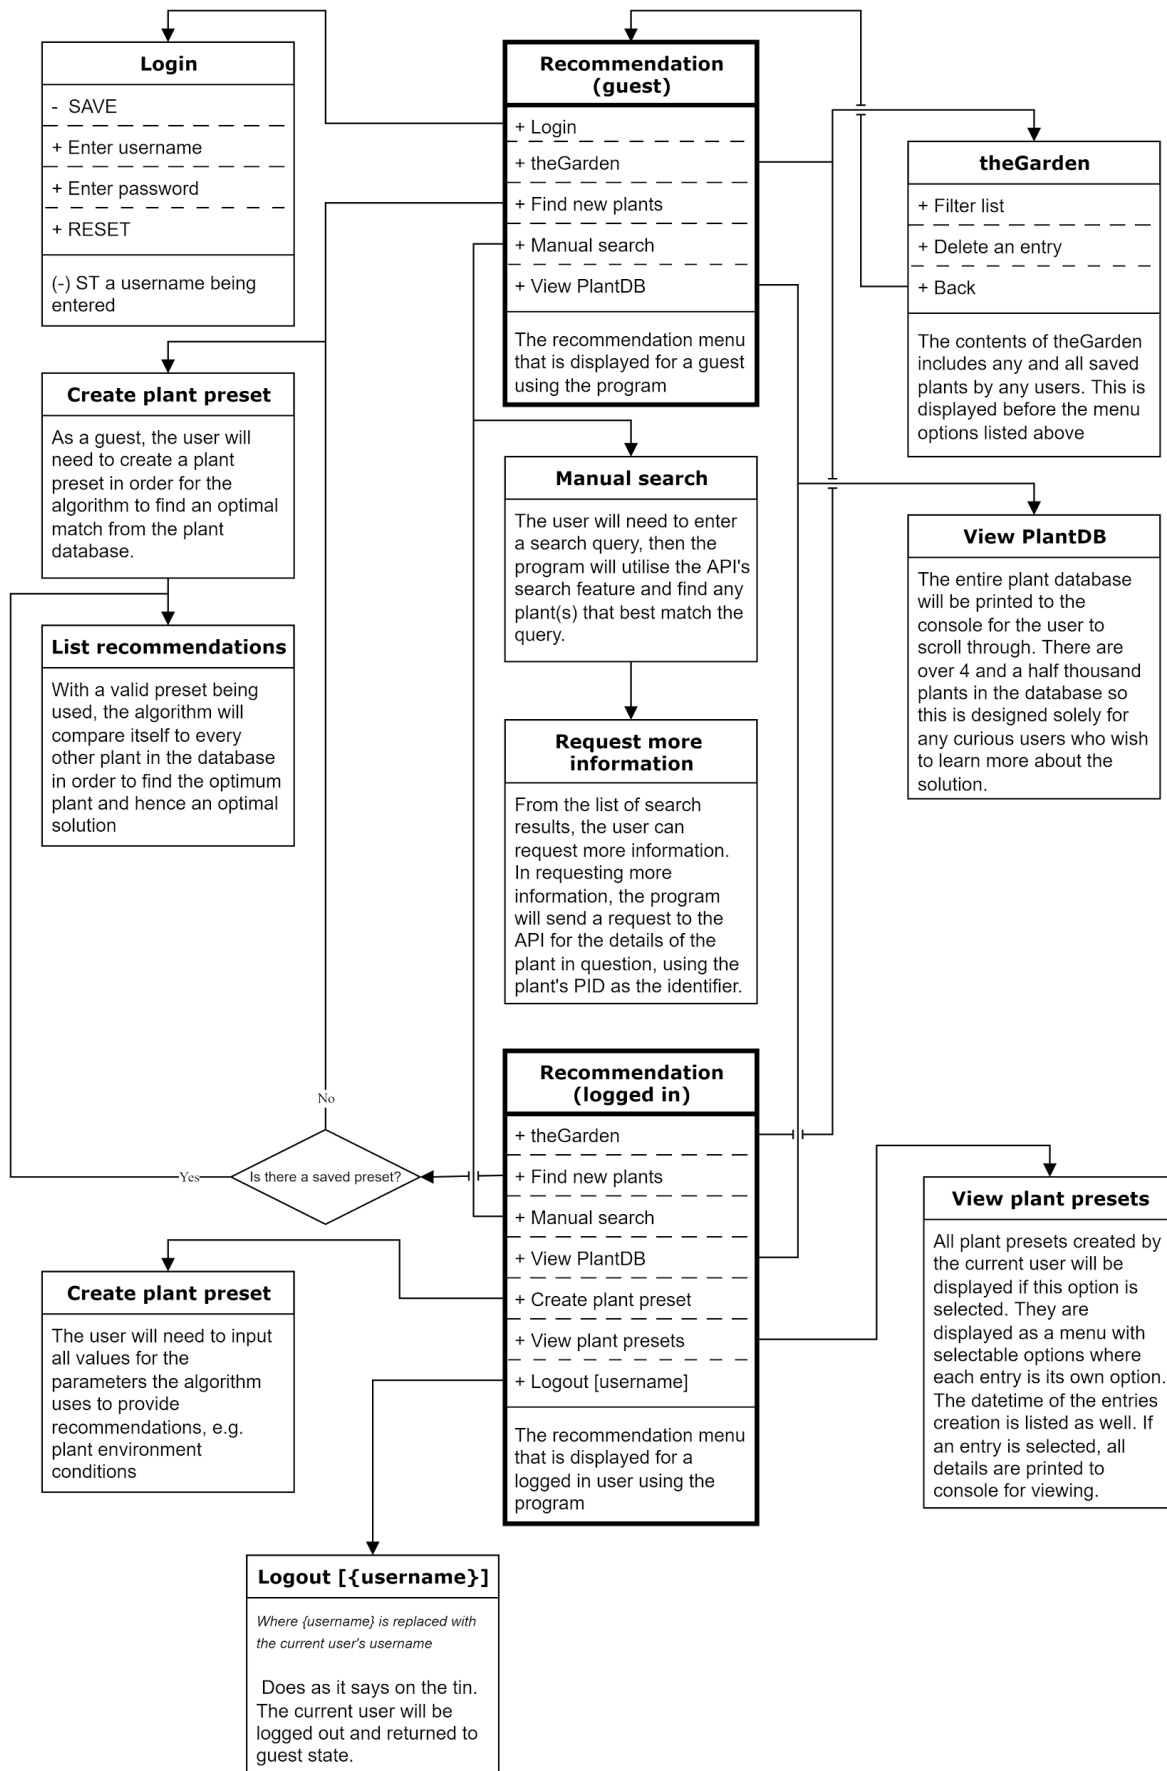 Login
- SAVE
+ Enter username
+ Enter password
+ RESET
(-) ST a username being
entered
Recommendation
(guest)
+ Login
+ theGarden
+ Find new plants
+ Manual search
+ View PlantDB
The recommendation menu
that is displayed for a guest
using the program
theGarden
+ Filter list
+ Delete an entry
+ Back
The contents of theGarden
includes any and all saved
plants by any users. This is
displayed before the menu
options listed above
Create plant preset
As a guest, the user will
need to create a plant
preset in order for the
algorithm to find an optimal
match from the plant
database.
Manual search
The user will need to enter
a search query, then the
program will utilise the API's
search feature and find any
plant(s) that best match the
query.
View PlantDB
The entire plant database
will be printed to the
console for the user to
scroll through. There are
over 4 and a half thousand
plants in the database so
this is designed solely for
any curious users who wish
to learn more about the
solution.
List recommendations
With a valid preset being
used, the algorithm will
compare itself to every
other plant in the database
in order to find the optimum
plant and hence an optimal
solution
Request more
information
From the list of search
results, the user can
request more information.
In requesting more
information, the program
will send a request to the
API for the details of the
plant in question, using the
plant's PID as the identifier.
No
Yes
Is there a saved preset?
Recommendation
(logged in)
+ theGarden
+ Find new plants
+ Manual search
+ View PlantDB
+ Create plant preset
+ View plant presets
+ Logout [username]
The recommendation menu
that is displayed for a
logged in user using the
program
View plant presets
All plant presets created by
the current user will be
displayed if this option is
selected. They are
displayed as a menu with
selectable options where
each entry is its own option.
The datetime of the entries
creation is listed as well. If
an entry is selected, all
details are printed to
console for viewing.
Create plant preset
The user will need to input
all values for the
parameters the algorithm
uses to provide
recommendations, e.g.
plant environment
conditions
Logout [{username}]
Where {username} is replaced with
the current user's username
Does as it says on the tin.
The current user will be
logged out and returned to
guest state.